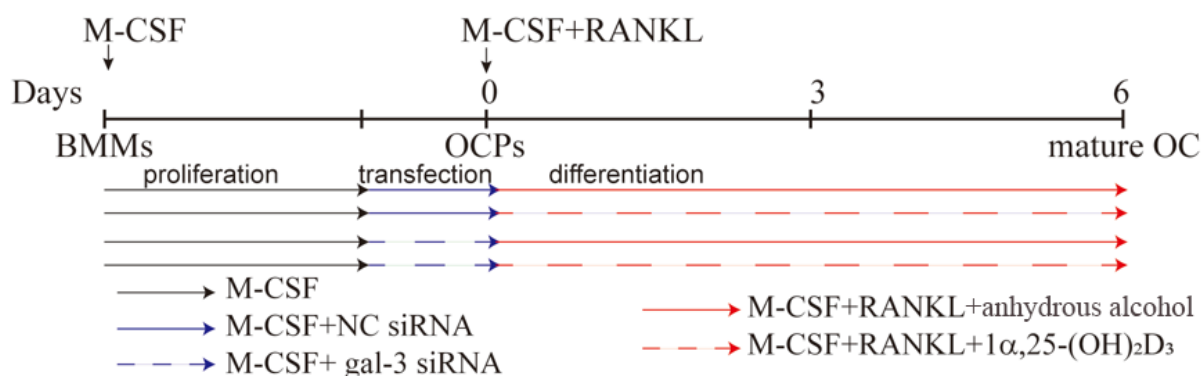 M-CSF M-CSF+RANKL
Days 0 3 6
BMMs OCPs mature OC
proliferation transfection differentiation
M-CSF
M-CSF+NC siRNA
M-CSF+ gal-3 siRNA
M-CSF+RANKL+anhydrous alcohol
M-CSF+RANKL+1α,25-(OH)₂D₃